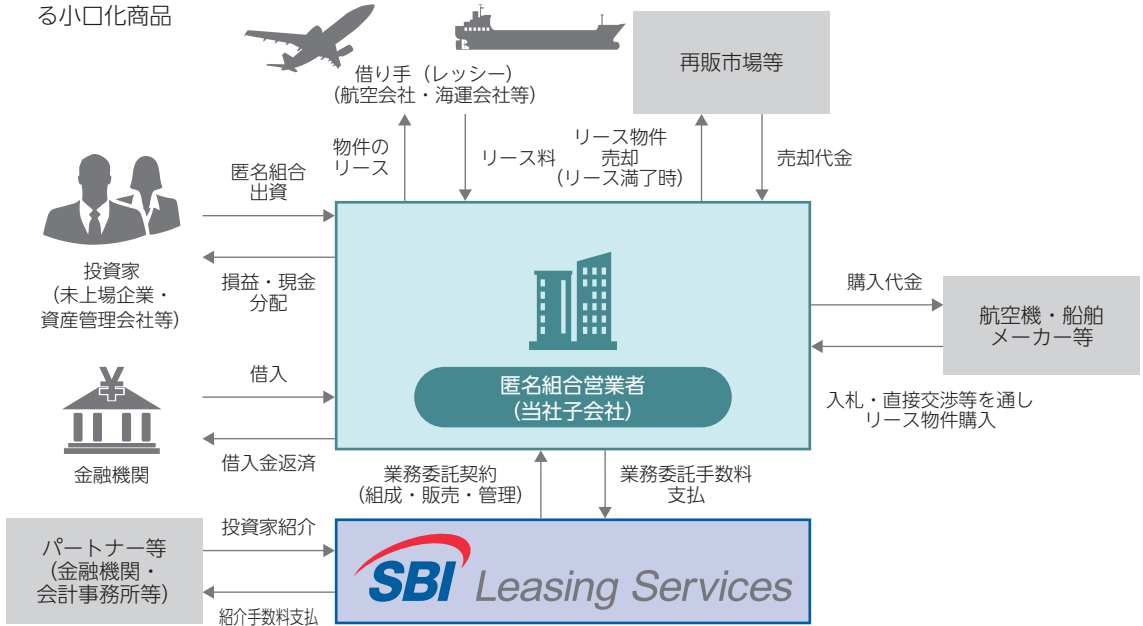 る小口化商品
借り手（レッシー）
（航空会社・海運会社等）
再販市場等
物件の
リース
リース料
リース物件
売却
（リース満了時）
売却代金
匿名組合
出資
投資家
（未上場企業・
資産管理会社等）
損益・現金
分配
購入代金
航空機・船舶
メーカー等
入札・直接交渉等を通し
リース物件購入
匿名組合営業者
（当社子会社）
¥
借入
金融機関
借入金返済
業務委託契約
（組成・販売・管理）
業務委託手数料
支払
パートナー等
（金融機関・
会計事務所等）
投資家紹介
紹介手数料支払
SBI Leasing Services